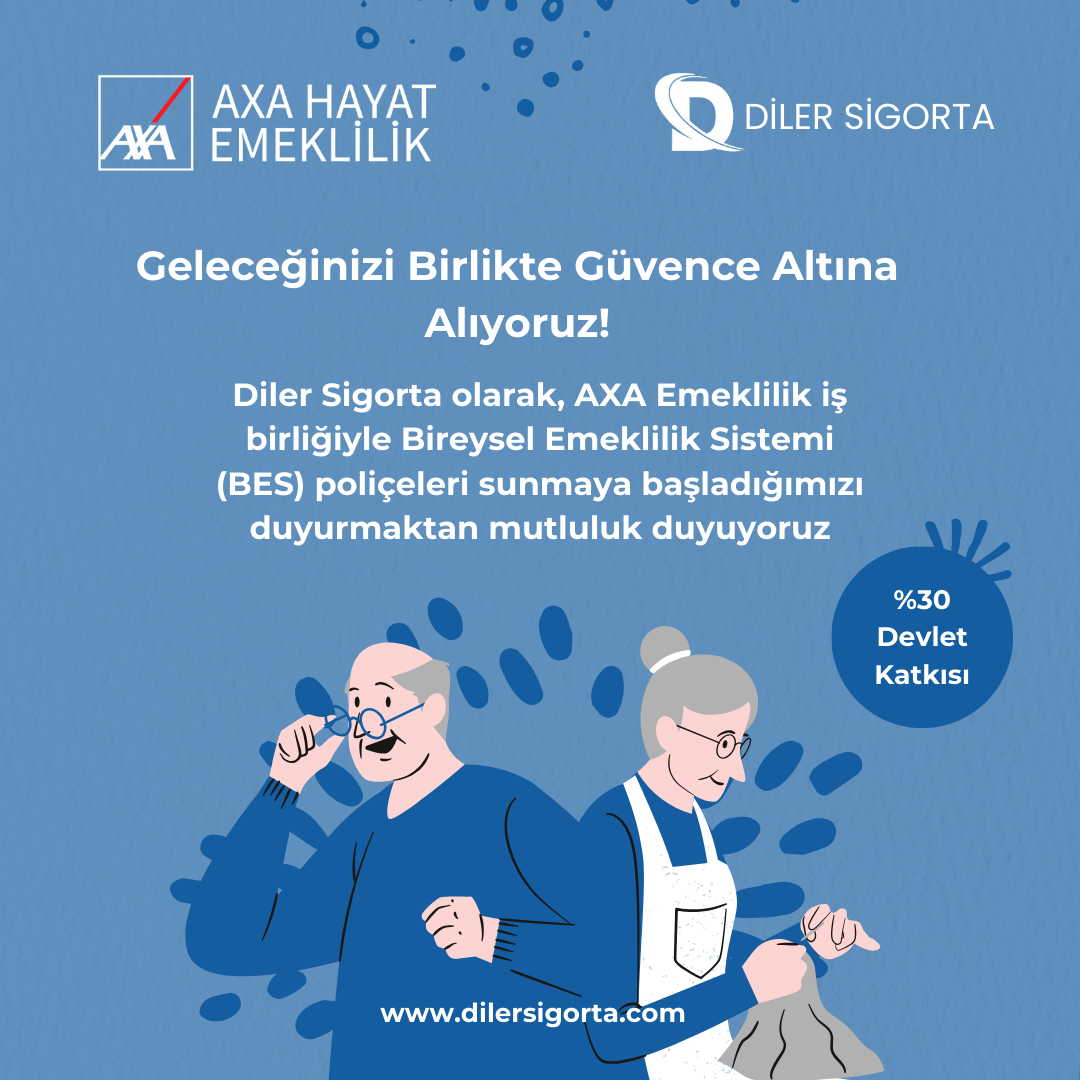 AXA
AXA HAYAT
EMEKLİLİK
DİLER SİGORTA
Geleceğinizi Birlikte Güvence Altına
Alıyoruz!
Diler Sigorta olarak, AXA Emeklilik iş
birliğiyle Bireysel Emeklilik Sistemi
(BES) poliçeleri sunmaya başladığımızı
duyurmaktan mutluluk duyuyoruz
%30
Devlet
Katkısı
www.dilersigorta.com